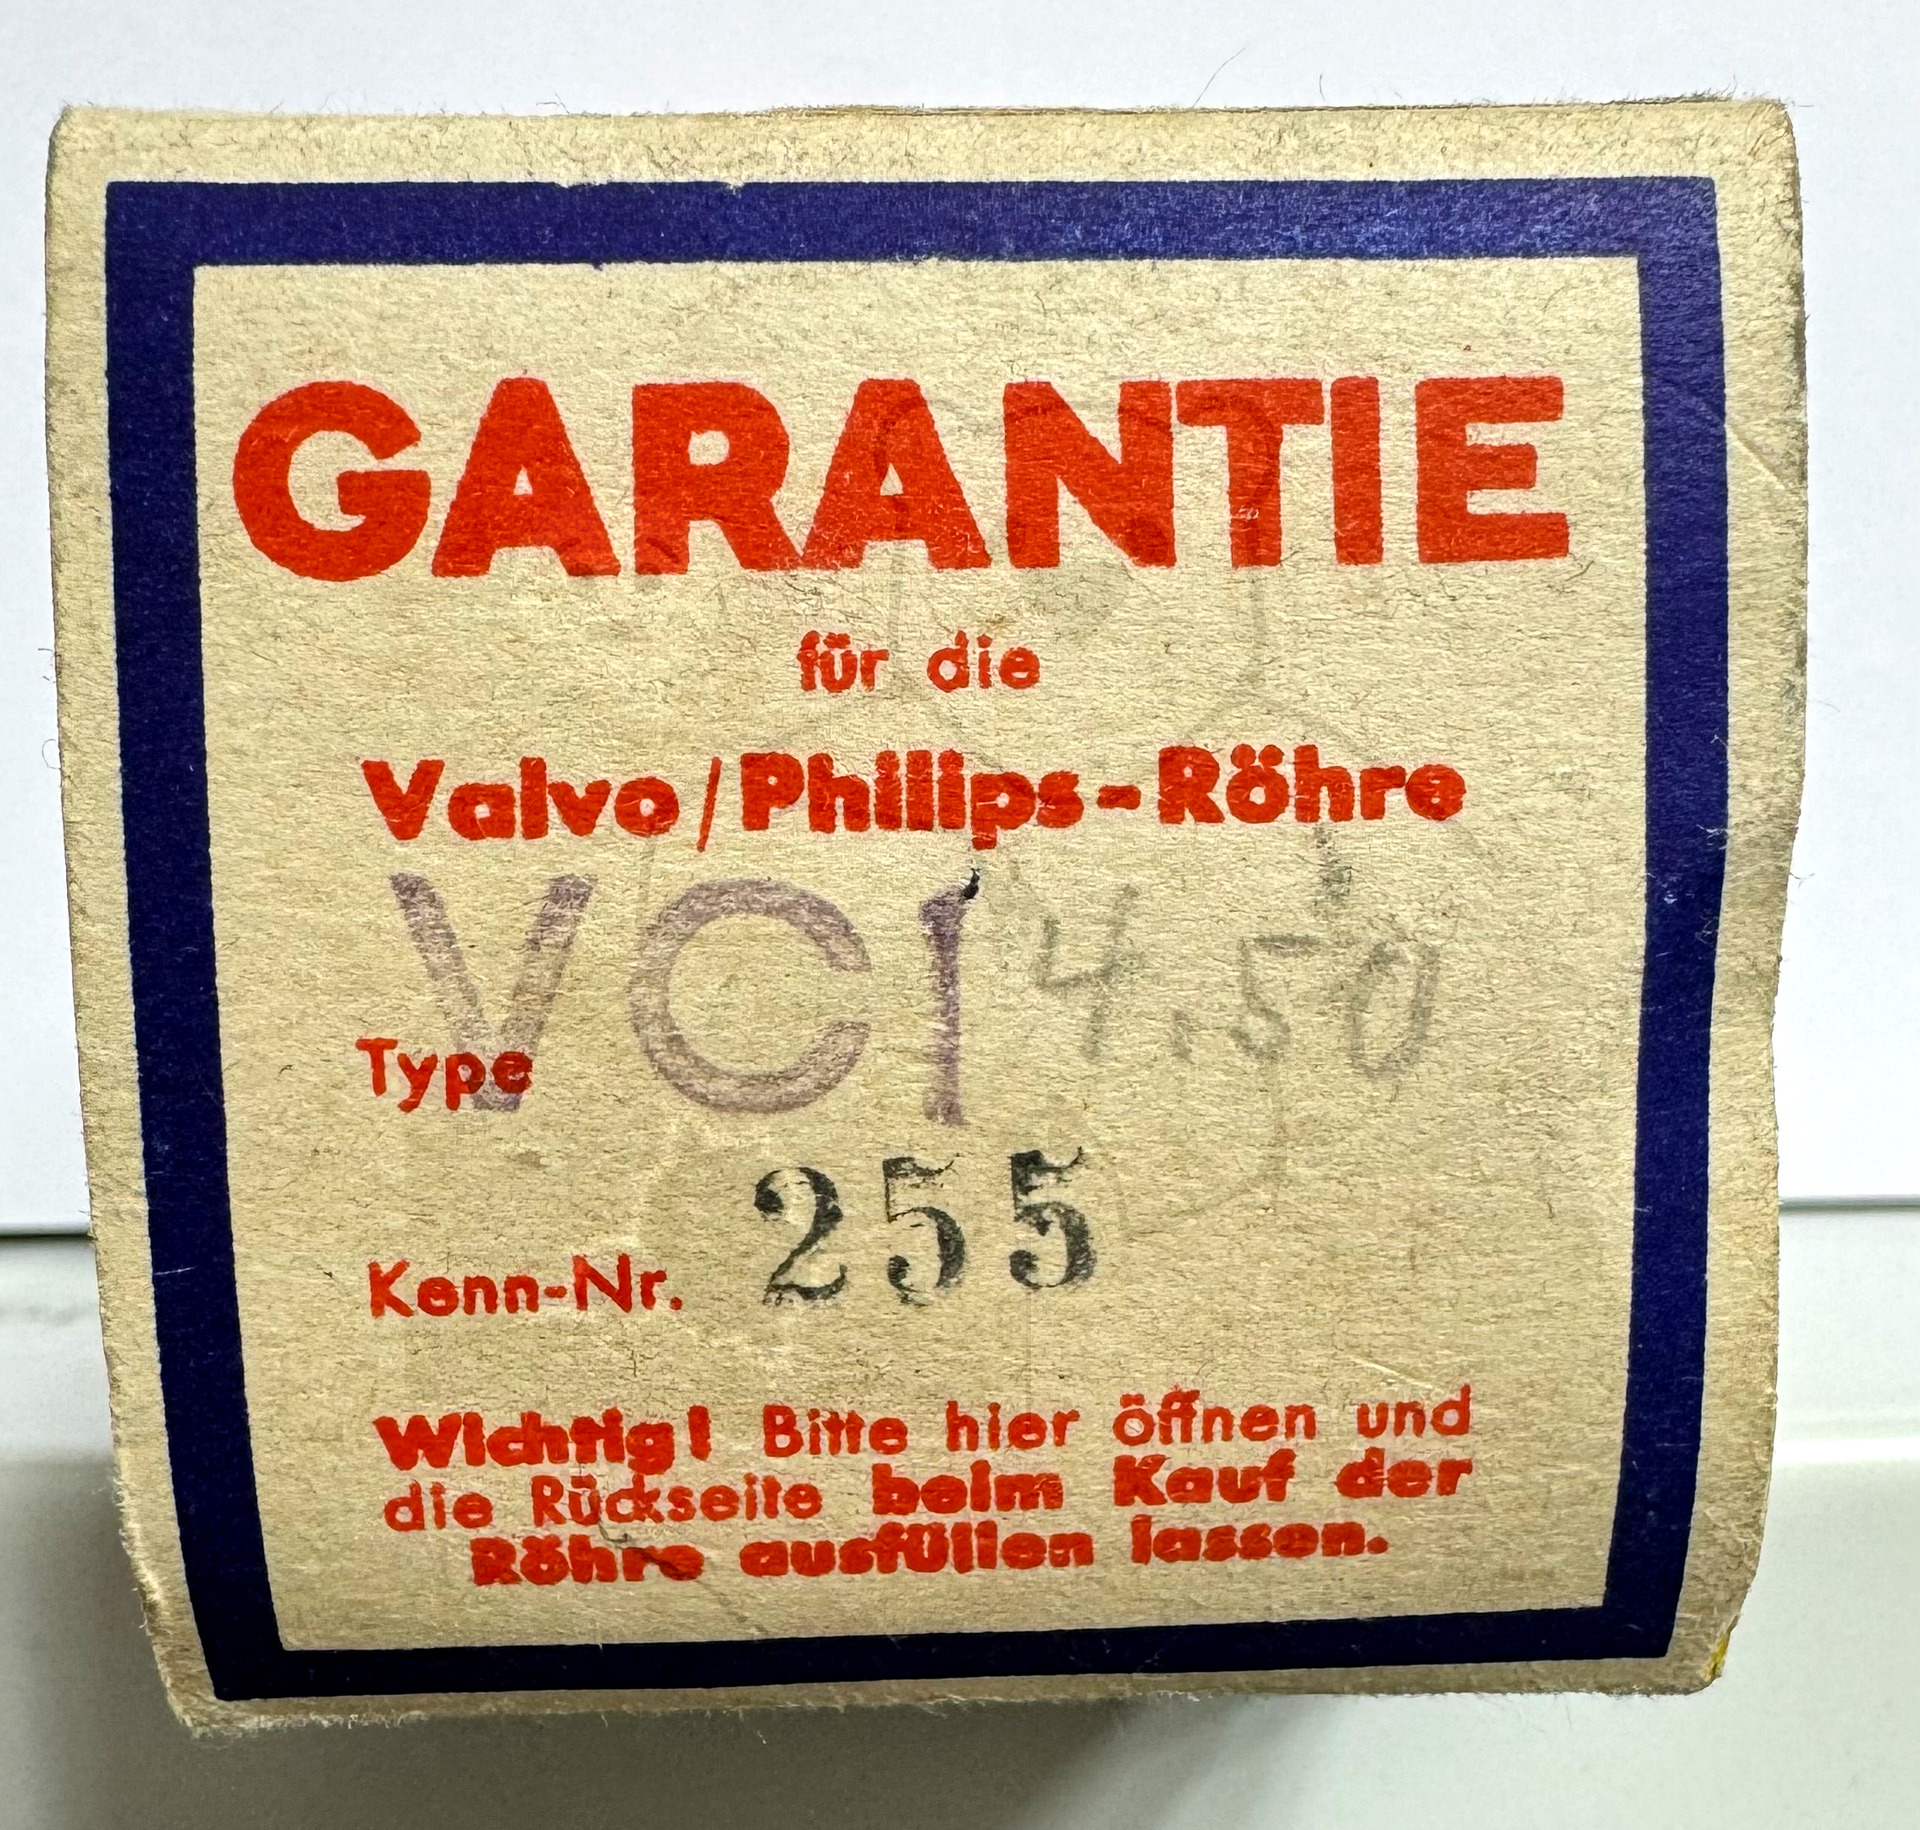 GARANTIE
für die
Valvo/Philips-Röhre
VC1 4.50
Type
Kenn-Nr. 255
Wichtig! Bitte hier öffnen und
die Rückseite beim Kauf der
Röhre ausfüllen lassen.